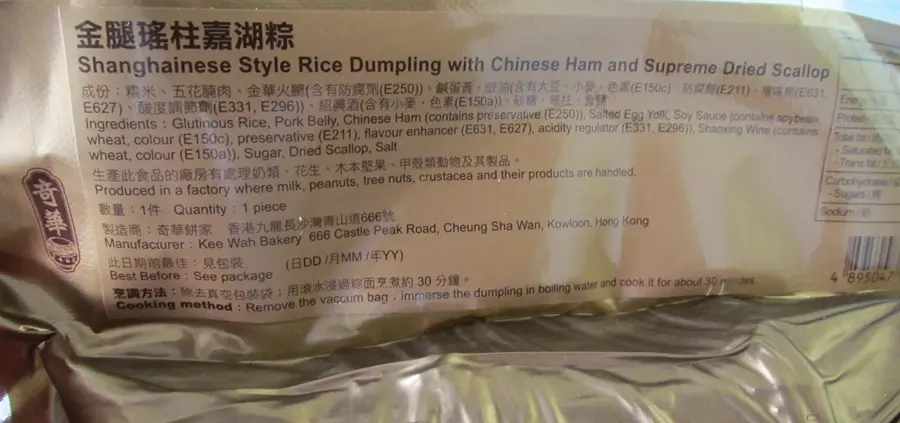 金腿瑤柱嘉湖粽
Shanghainese Style Rice Dumpling with Chinese Ham and Supreme Dried Scallop
成份：糯米、五花腩肉、金華火腿(含有防腐劑(E250))、鹹蛋黃、豉油(含有大豆、小麥、色素(E150c)、防腐劑(E211)、增味劑(E631,
E627)、酸度調節劑(E331, E296))、紹興酒(含有小麥、色素(E150a))、砂糖、瑤柱、食鹽
Ingredients : Glutinous Rice, Pork Belly, Chinese Ham (contains preservative (E250)), Salted Egg Yolk, Soy Sauce (contains soybean,
wheat, colour (E150c), preservative (E211), flavour enhancer (E631, E627), acidity regulator (E331, E296)), Shaoxing Wine (contains
wheat, colour (E150a)), Sugar, Dried Scallop, Salt
生產此食品的廠房有處理奶類、花生、木本堅果、甲殼類動物及其製品。
Produced in a factory where milk, peanuts, tree nuts, crustacea and their products are handled.
數量：1件 Quantity : 1 piece
製造商：奇華餅家 香港九龍長沙灣青山道666號
Manufacturer : Kee Wah Bakery 666 Castle Peak Road, Cheung Sha Wan, Kowloon, Hong Kong
此日期前最佳：見包裝 (日DD /月MM /年YY)
Best Before : See package
烹調方法：除去真空包裝袋；用滾水浸過粽面烹煮約 30 分鐘。
Cooking method : Remove the vaccum bag ; immerse the dumpling in boiling water and cook it for about 30 minutes.
奇華
Energy
Protein
Total fat
- Saturated
- Trans fat
Carbohydrates
- Sugars / 糖
Sodium / 鈉
4 895047